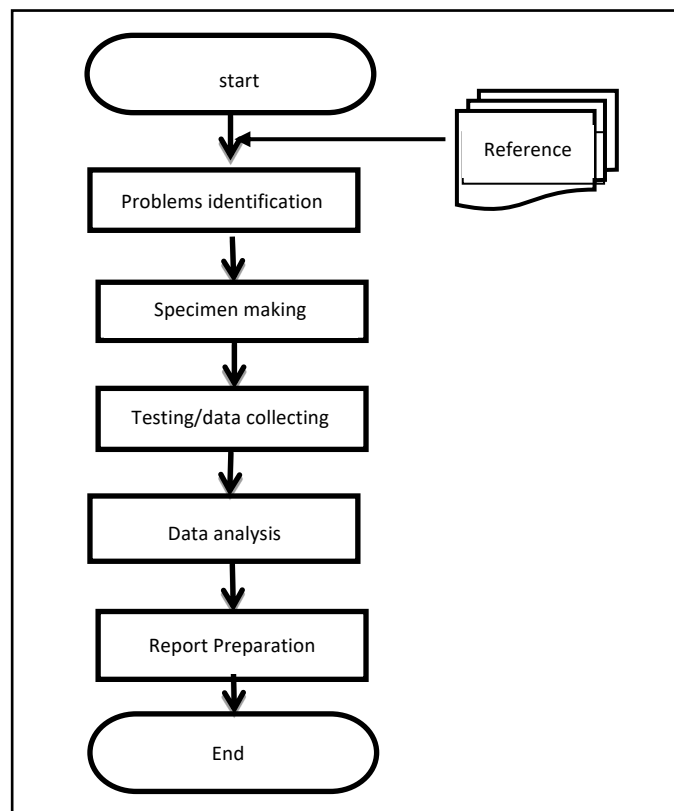 start
Reference
Problems identification
Specimen making
Testing/data collecting
Data analysis
Report Preparation
End